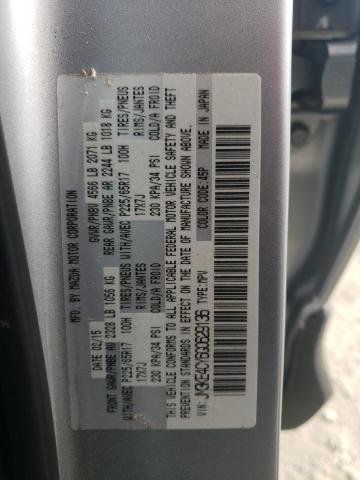 MFD. BY MAZDA MOTOR CORPORATION
DATE 02/15 GVWR/PNBV 4566 LB 2071 KG
FRONT GAWR/PNBE AV 2328 LB 1056 KG REAR GAWR/PNBE AR 2244 LB 1018 KG
WITH/AVEC P225/65R17 100H TIRES/PNEUS WITH/AVEC P225/65R17 100H TIRES/PNEUS
17X7J RIMS/JANTES 17X7J RIMS/JANTES
230 KPA/34 PSI COLD/A FROID 230 KPA/34 PSI COLD/A FROID
THIS VEHICLE CONFORMS TO ALL APPLICABLE FEDERAL MOTOR VEHICLE SAFETY AND THEFT
PREVENTION STANDARDS IN EFFECT ON THE DATE OF MANUFACTURE SHOWN ABOVE.
MADE IN JAPAN
VIN: TYPE: MPV COLOR CODE: 45P